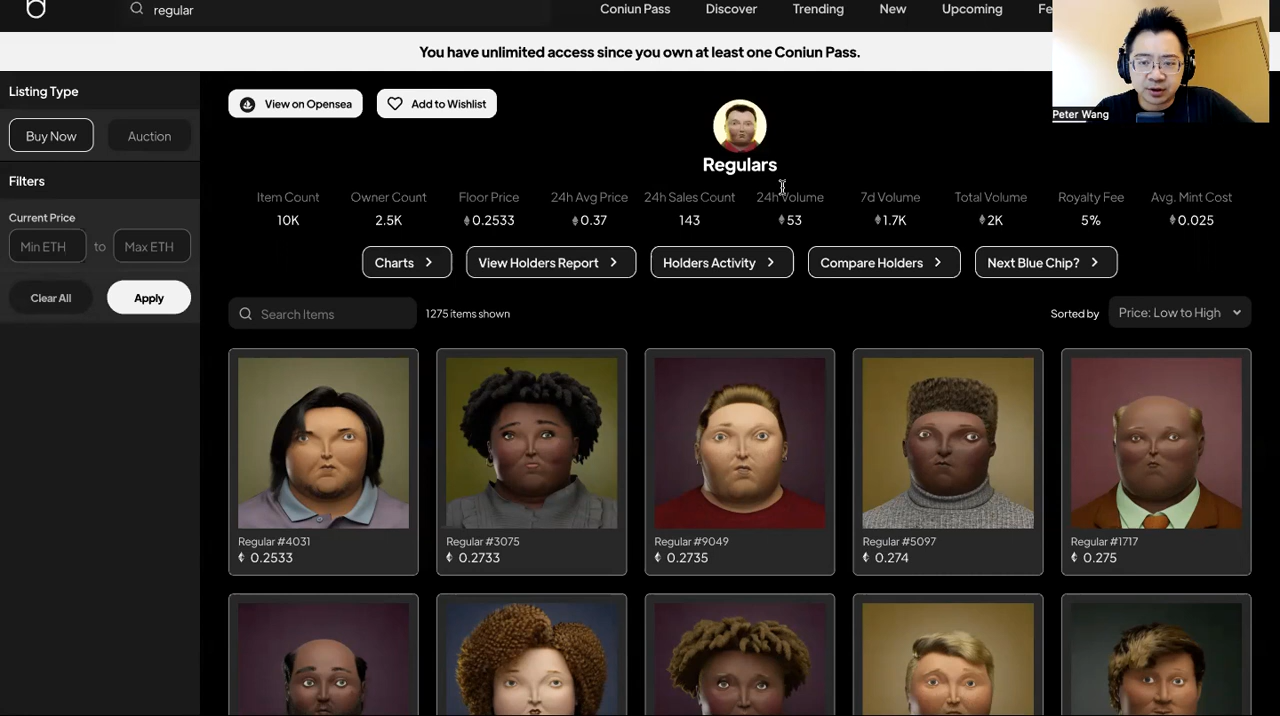 regular
Coniun Pass
Discover
Trending
New
Upcoming
You have unlimited access since you own at least one Coniun Pass.
Peter Wang
Listing Type
Buy Now
Auction
Filters
Current Price
Min ETH to Max ETH
Clear All
Apply
View on Opensea
Add to Wishlist
Regulars
Item Count Owner Count Floor Price 24h Avg Price 24h Sales Count 24h Volume 7d Volume Total Volume Royalty Fee Avg. Mint Cost
10K 2.5K 0.2533 0.37 143 53 1.7K 2K 5% 0.025
Charts
View Holders Report
Holders Activity
Compare Holders
Next Blue Chip?
Search Items
1275 items shown
Sorted by Price: Low to High
Regular #4031
0.2533
Regular #3075
0.2733
Regular #9049
0.2735
Regular #5097
0.274
Regular #1717
0.275